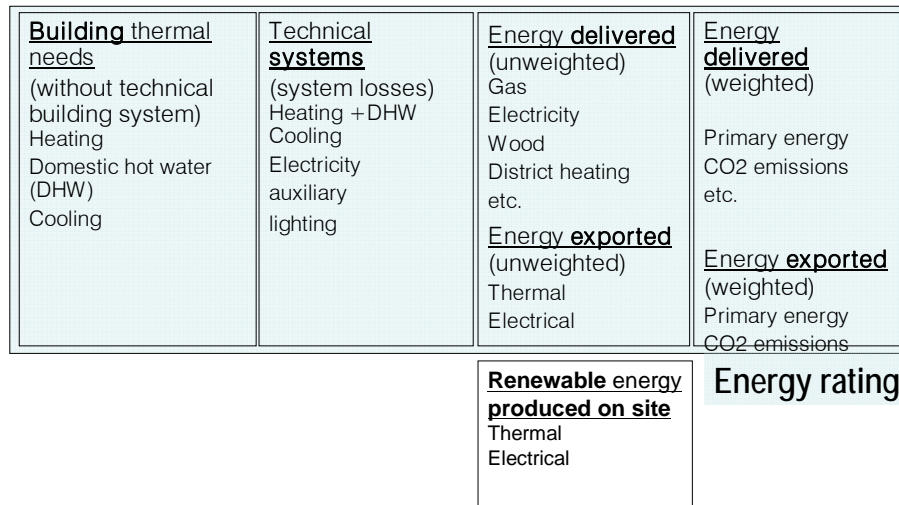 Building thermal
needs
(without technical
building system)
Heating
Domestic hot water
(DHW)
Cooling
Technical
systems
(system losses)
Heating +DHW
Cooling
Electricity
auxiliary
lighting
Energy delivered
(unweighted)
Gas
Electricity
Wood
District heating
etc.
Energy exported
(unweighted)
Thermal
Electrical
Energy
delivered
(weighted)
Primary energy
CO2 emissions
etc.
Energy exported
(weighted)
Primary energy
CO2 emissions
Renewable energy
produced on site
Thermal
Electrical
Energy rating